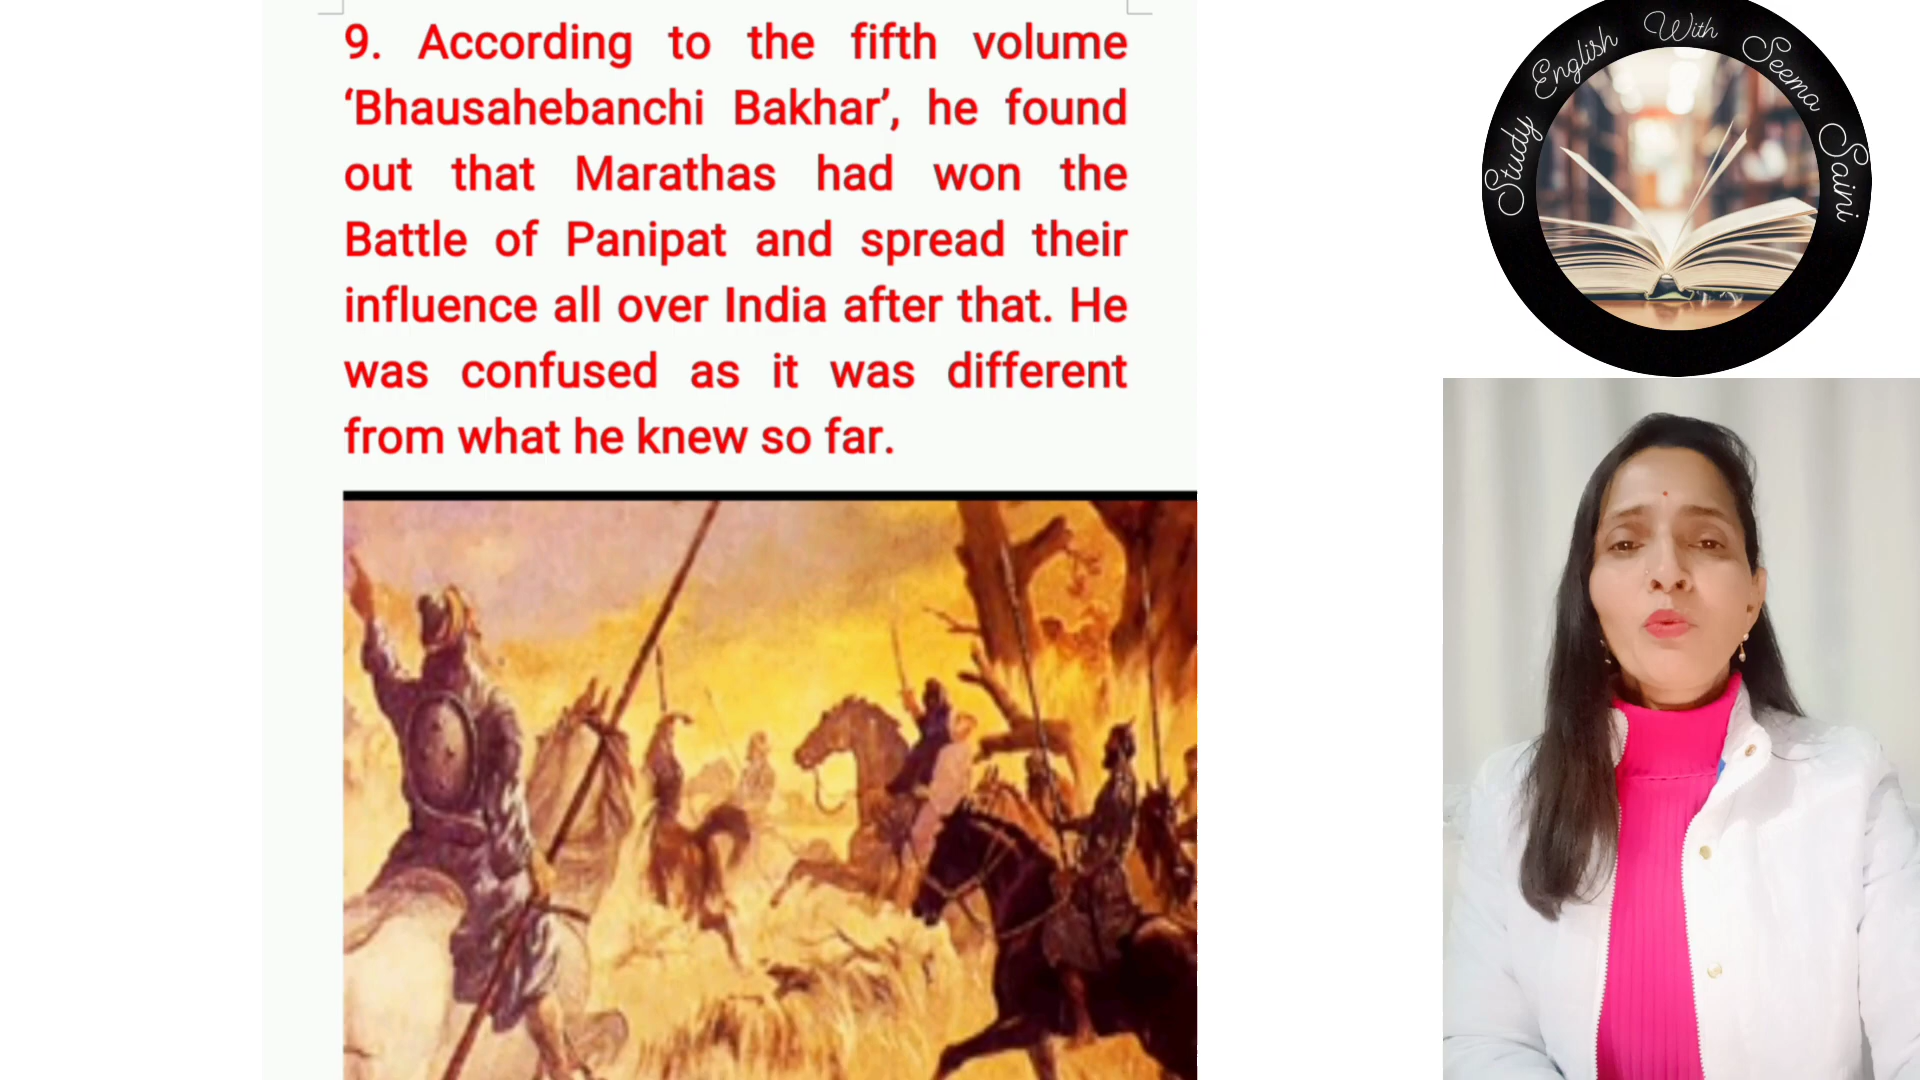 9. According to the fifth volume
‘Bhausahebanchi Bakhar’, he found
out that Marathas had won the
Battle of Panipat and spread their
influence all over India after that. He
was confused as it was different
from what he knew so far.
Study English With Seema Saini